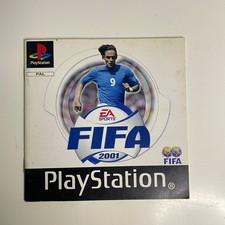 PlayStation
PAL
9
EA
SPORTS
FIFA
2001
FIFA
PlayStation®